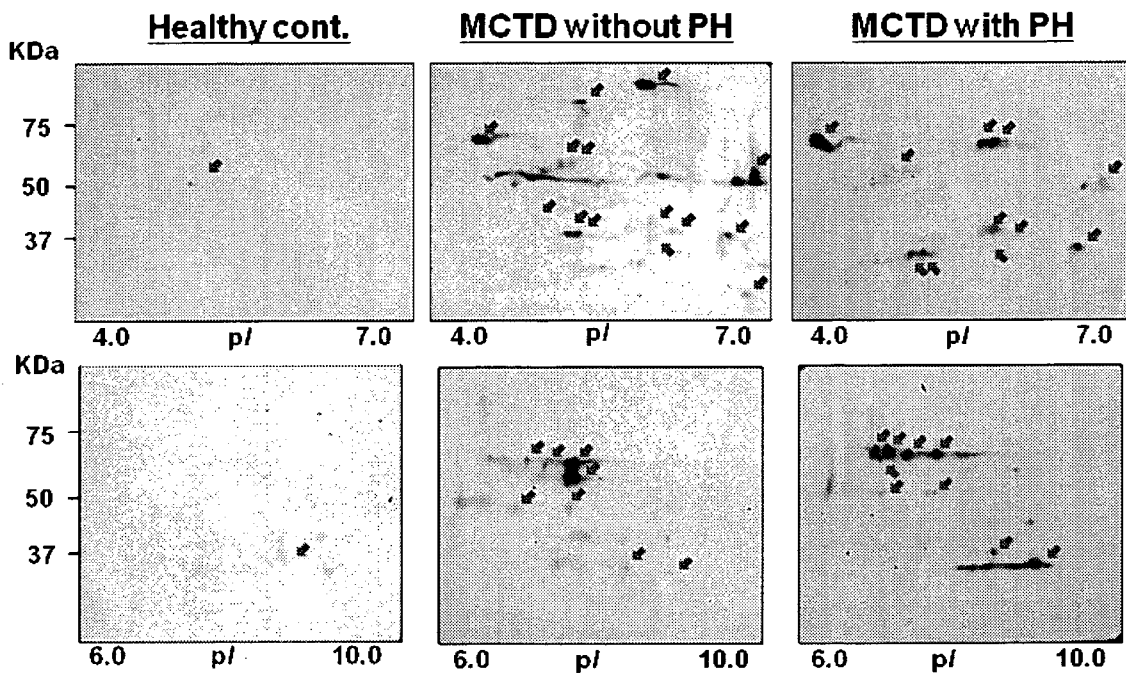 Healthy cont. MCTD without PH MCTD with PH
KDa
75
50
37
4.0 pI 7.0 4.0 pI 7.0 4.0 pI 7.0
KDa
75
50
37
6.0 pI 10.0 6.0 pI 10.0 6.0 pI 10.0